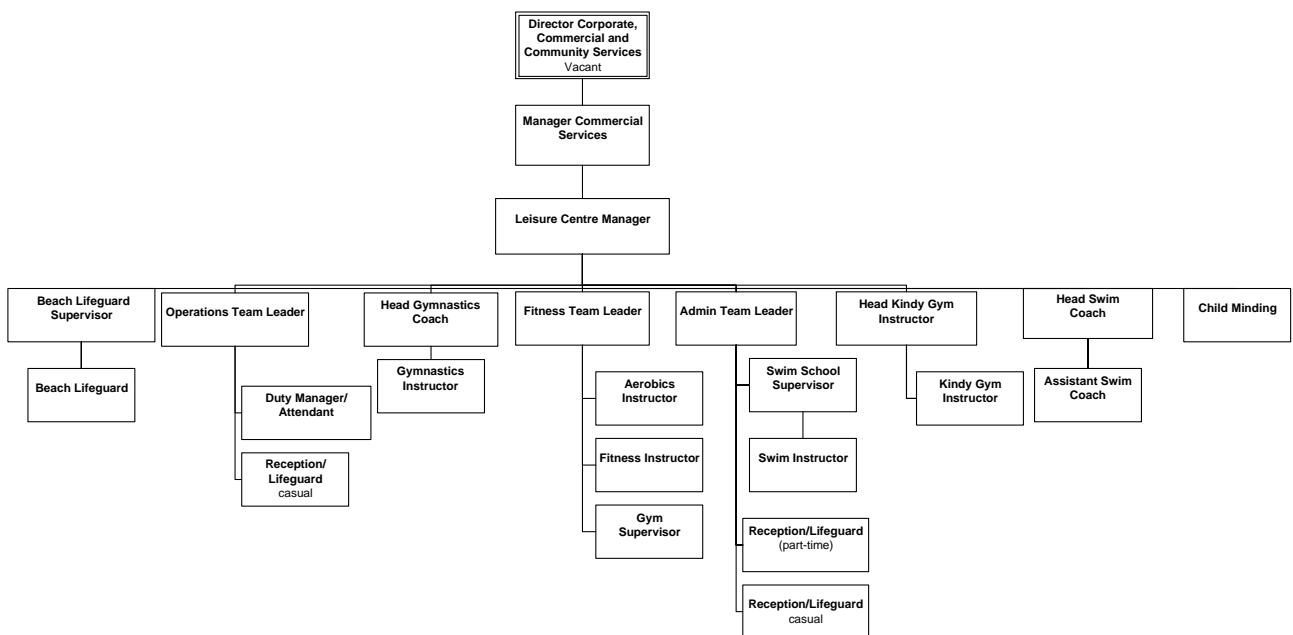 Director Corporate,
Commercial and
Community Services
Vacant
Manager Commercial
Services
Leisure Centre Manager
Beach Lifeguard
Supervisor
Operations Team Leader
Head Gymnastics
Coach
Fitness Team Leader
Admin Team Leader
Head Kindy Gym
Instructor
Head Swim
Coach
Child Minding
Beach Lifeguard
Duty Manager/
Attendant
Reception/
Lifeguard
casual
Gymnastics
Instructor
Aerobics
Instructor
Fitness Instructor
Gym
Supervisor
Swim School
Supervisor
Swim Instructor
Reception/Lifeguard
(part-time)
Reception/Lifeguard
casual
Kindy Gym
Instructor
Assistant Swim
Coach